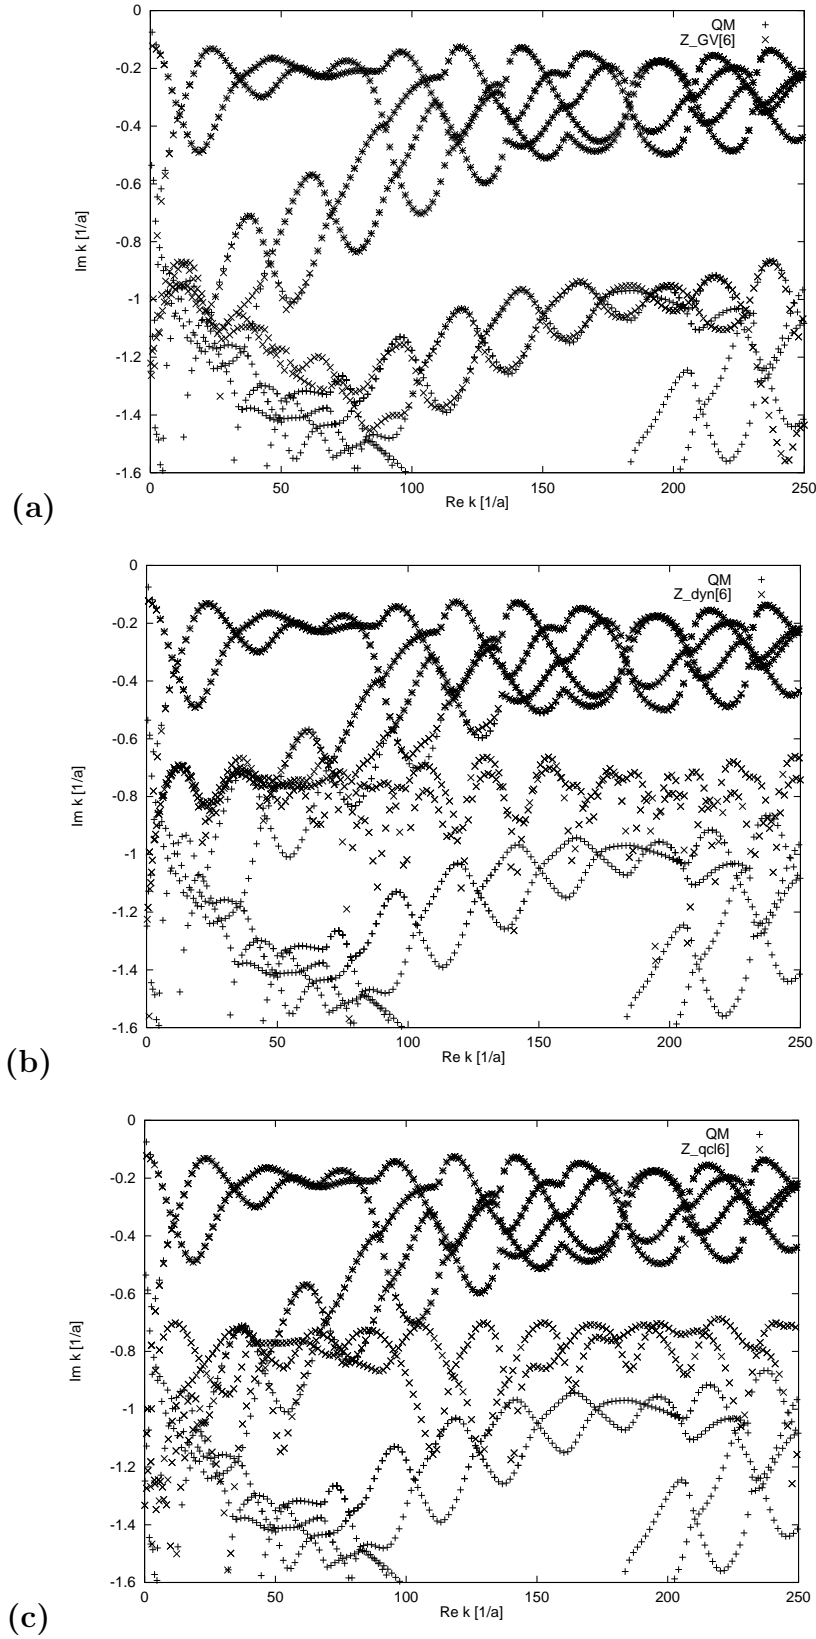 0
-0.2
-0.4
-0.6
-0.8
-1
-1.2
-1.4
-1.6
Im k [1/a]
QM +
Z_GV[6] ×
0 50 100 150 200 250
Re k [1/a]
(a)
0
-0.2
-0.4
-0.6
-0.8
-1
-1.2
-1.4
-1.6
Im k [1/a]
QM +
Z_dyn[6] ×
0 50 100 150 200 250
Re k [1/a]
(b)
0
-0.2
-0.4
-0.6
-0.8
-1
-1.2
-1.4
-1.6
Im k [1/a]
QM +
Z_qcl6] ×
0 50 100 150 200 250
Re k [1/a]
(c)